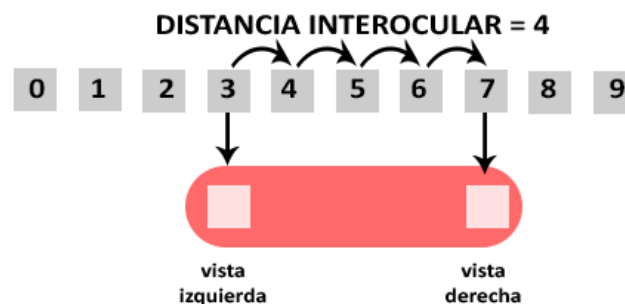 DISTANCIA INTEROCULAR = 4
0 1 2 3 4 5 6 7 8 9
vista
izquierda
vista
derecha